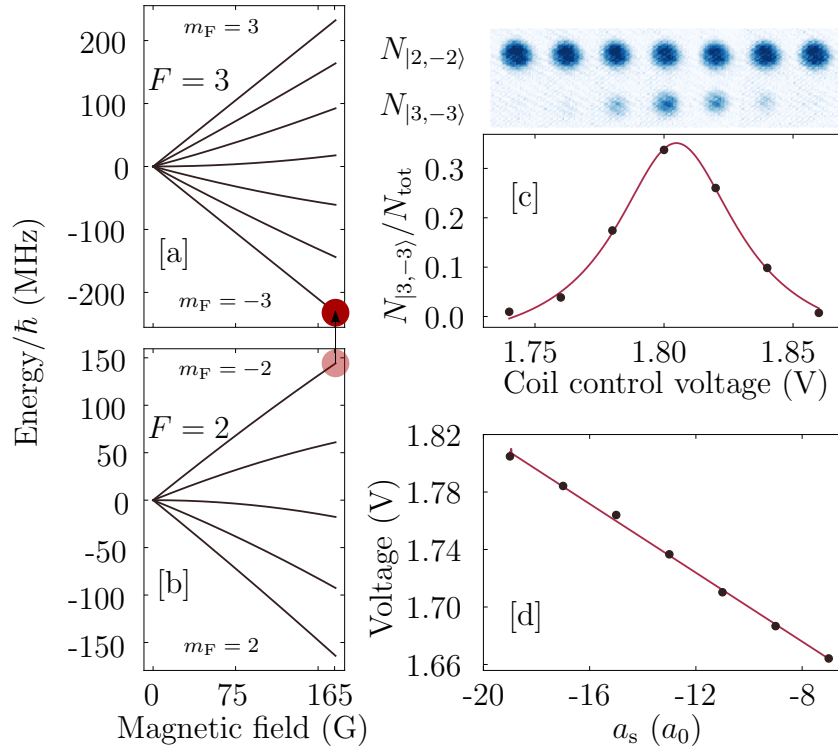 Energy/ħ (MHz)
200
100
0
-100
-200
m_F = 3
F = 3
[a]
m_F = −3
150
100
50
0
-50
-100
-150
m_F = −2
F = 2
[b]
m_F = 2
0 75 165
Magnetic field (G)
N_|2,−2⟩
N_|3,−3⟩
N_|3,−3⟩/N_tot
0.3
0.2
0.1
0.0
[c]
1.75 1.80 1.85
Coil control voltage (V)
Voltage (V)
1.82
1.78
1.74
1.70
1.66
[d]
-20 -16 -12 -8
a_s (a_0)